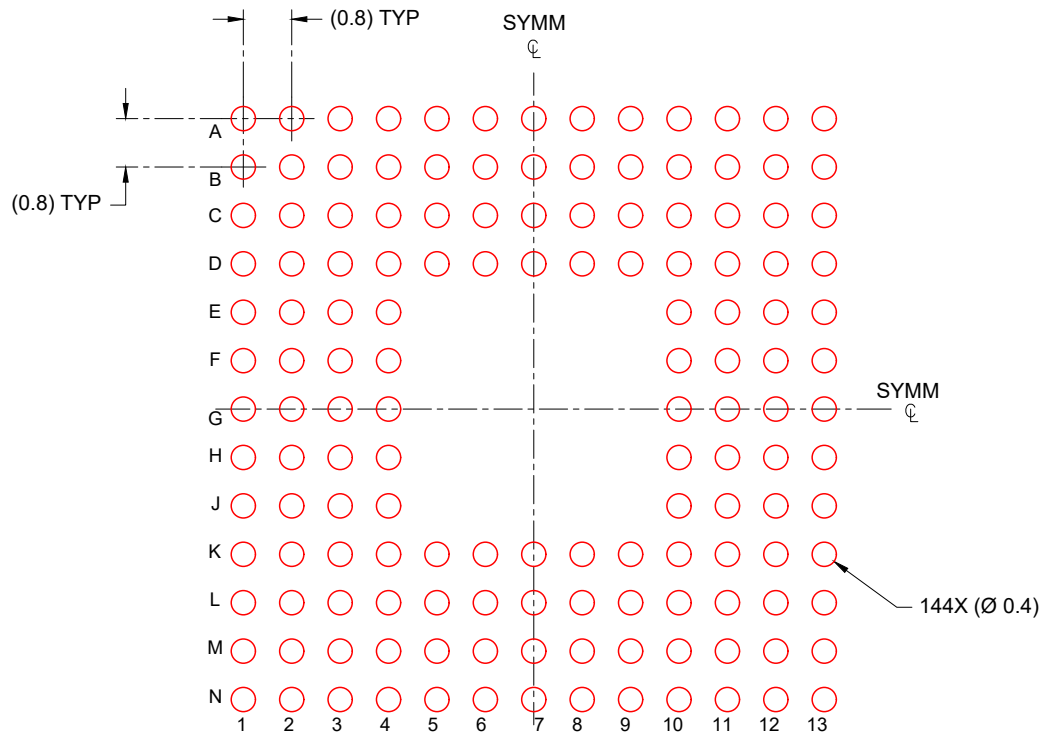 (0.8) TYP
SYMM
℄
A
B
(0.8) TYP
C
D
E
F
SYMM
℄
G
H
J
K
L
144X (Ø 0.4)
M
N
1 2 3 4 5 6 7 8 9 10 11 12 13